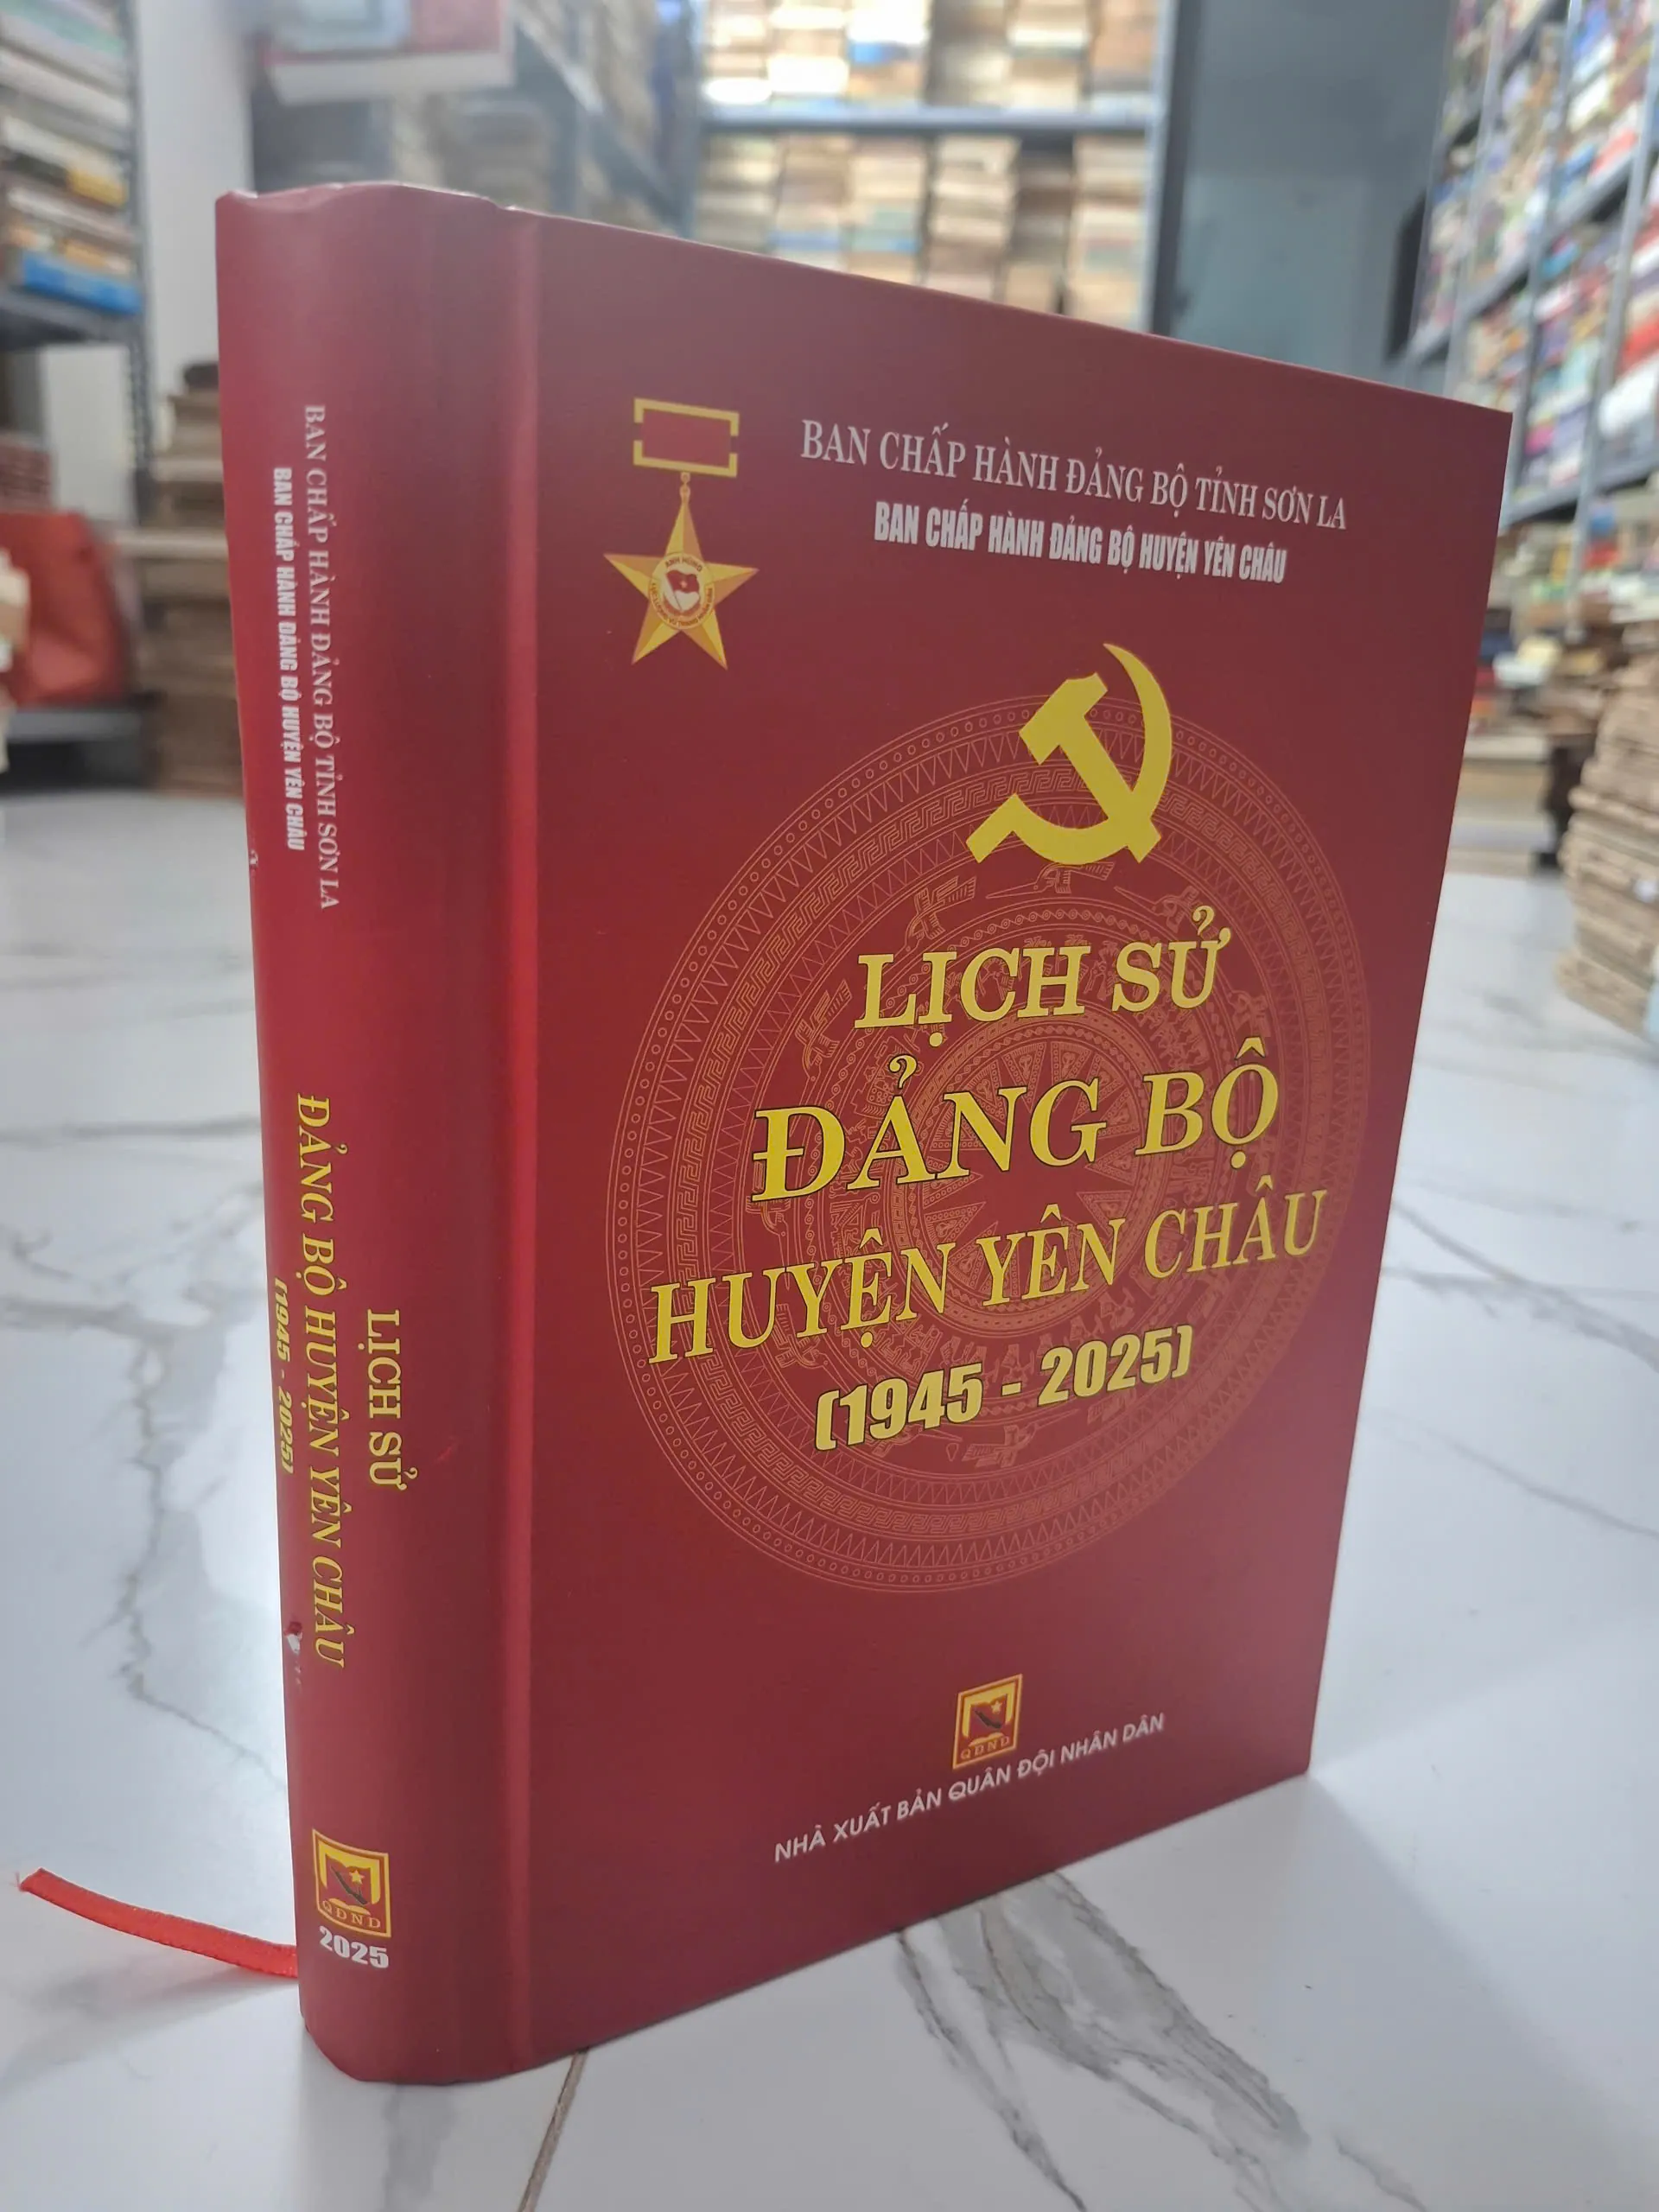 BAN CHẤP HÀNH ĐẢNG BỘ TỈNH SƠN LA
BAN CHẤP HÀNH ĐẢNG BỘ HUYỆN YÊN CHÂU
LỊCH SỬ
ĐẢNG BỘ HUYỆN YÊN CHÂU
(1945 - 2025)
QĐND
2025
BAN CHẤP HÀNH ĐẢNG BỘ TỈNH SƠN LA
BAN CHẤP HÀNH ĐẢNG BỘ HUYỆN YÊN CHÂU
ANH HÙNG
LỊCH SỬ
ĐẢNG BỘ
HUYỆN YÊN CHÂU
(1945 - 2025)
QĐND
NHÀ XUẤT BẢN QUÂN ĐỘI NHÂN DÂN